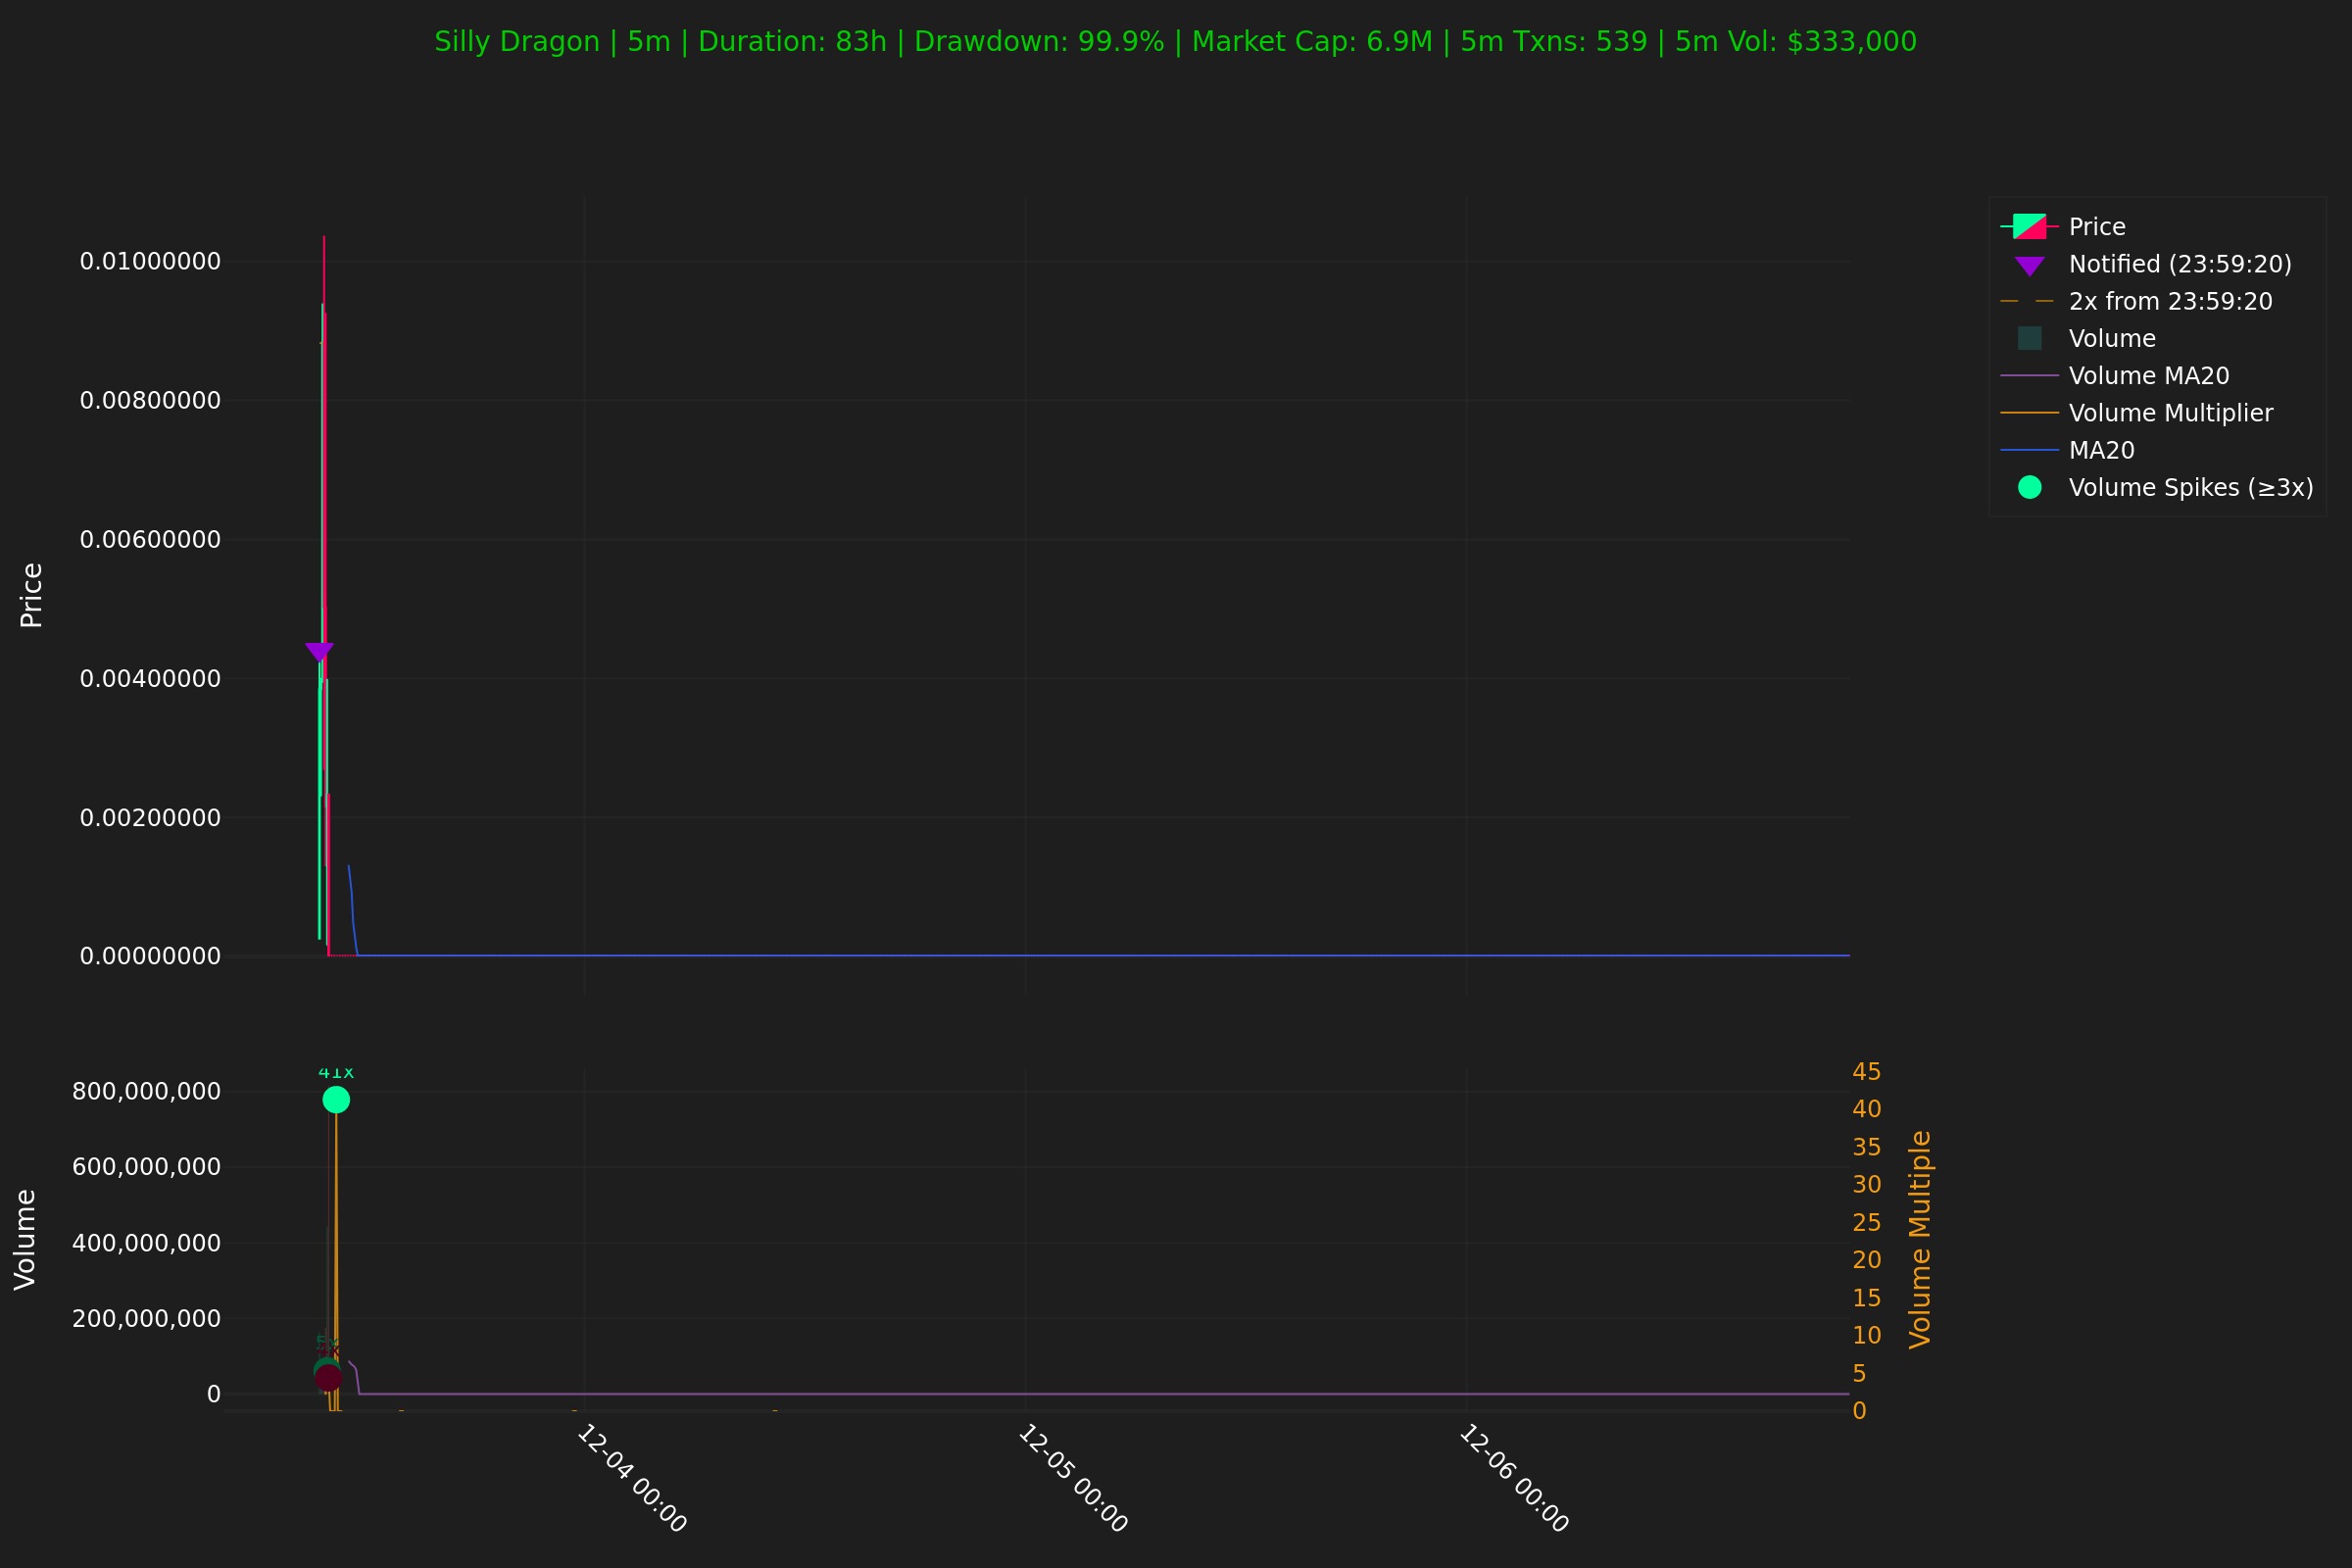 Silly Dragon | 5m | Duration: 83h | Drawdown: 99.9% | Market Cap: 6.9M | 5m Txns: 539 | 5m Vol: $333,000
Price
0.01000000
0.00800000
0.00600000
0.00400000
0.00200000
0.00000000
Price
Notified (23:59:20)
2x from 23:59:20
Volume
Volume MA20
Volume Multiplier
MA20
Volume Spikes (≥3x)
Volume
800,000,000
600,000,000
400,000,000
200,000,000
0
41x
45
40
35
30
25
20
15
10
5
0
Volume Multiple
12-04 00:00
12-05 00:00
12-06 00:00